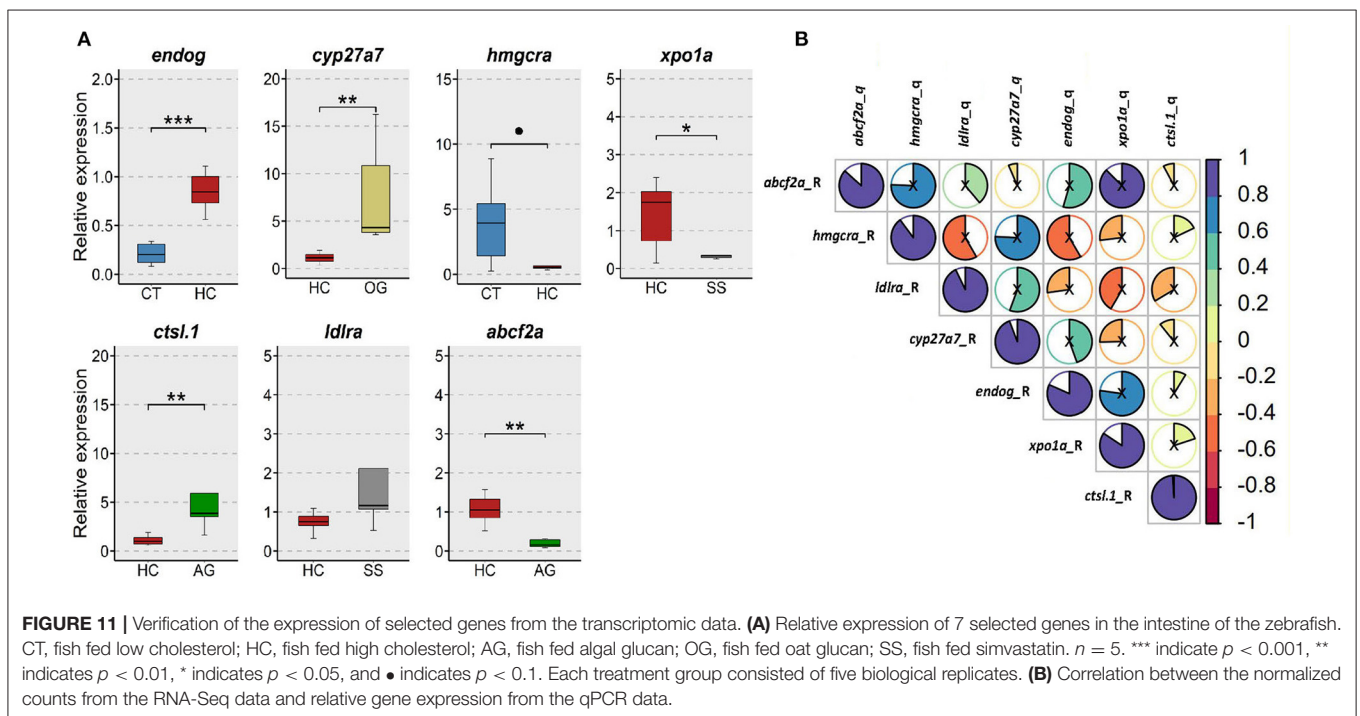 A
endog
cyp27a7
hmgcra
xpo1a
Relative expression
2.0
1.5
1.0
0.5
0.0
***
CT HC
20
15
10
5
0
**
HC OG
15
10
5
0
•
CT HC
5
4
3
2
1
0
*
HC SS
ctsl.1
ldlra
abcf2a
Relative expression
20
15
10
5
0
**
HC AG
5
4
3
2
1
0
HC SS
5
4
3
2
1
0
**
HC AG
B
abcf2a_q
hmgcra_q
ldlra_q
cyp27a7_q
endog_q
xpo1a_q
ctsl.1_q
abcf2a_R
hmgcra_R
ldlra_R
cyp27a7_R
endog_R
xpo1a_R
ctsl.1_R
1
0.8
0.6
0.4
0.2
0
-0.2
-0.4
-0.6
-0.8
-1
FIGURE 11 | Verification of the expression of selected genes from the transcriptomic data. (A) Relative expression of 7 selected genes in the intestine of the zebrafish.
CT, fish fed low cholesterol; HC, fish fed high cholesterol; AG, fish fed algal glucan; OG, fish fed oat glucan; SS, fish fed simvastatin. n = 5. *** indicate p < 0.001, **
indicates p < 0.01, * indicates p < 0.05, and • indicates p < 0.1. Each treatment group consisted of five biological replicates. (B) Correlation between the normalized
counts from the RNA-Seq data and relative gene expression from the qPCR data.